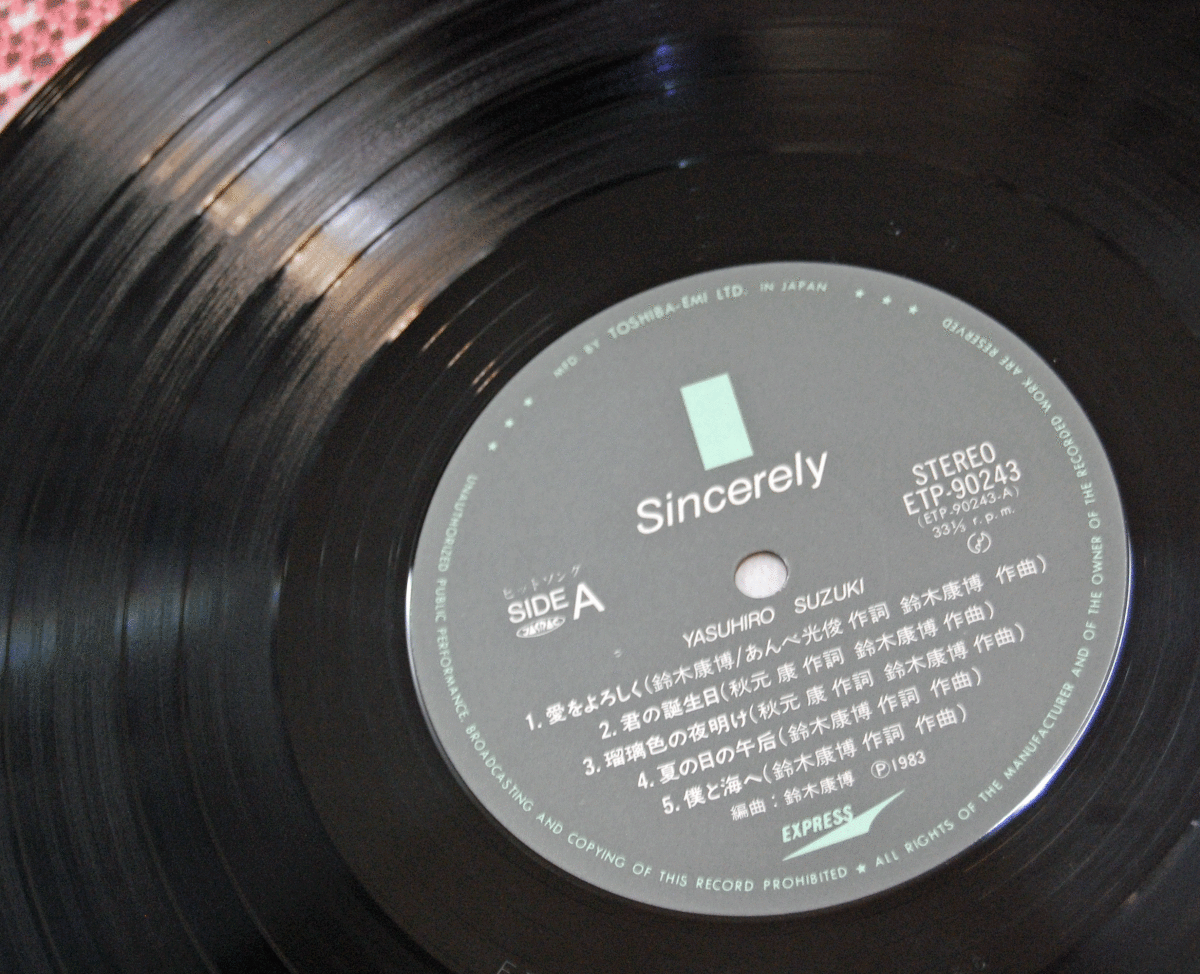 MFD. BY TOSHIBA-EMI LTD. IN JAPAN ★ ★ ★
ALL RIGHTS OF THE MANUFACTURER AND OF THE OWNER OF THE RECORDED WORK ARE RESERVED
★ ★ ★ UNAUTHORIZED PUBLIC PERFORMANCE, BROADCASTING AND COPYING OF THIS RECORD PROHIBITED ★
Sincerely
STEREO
ETP-90243
(ETP-90243-A)
33⅓ r.p.m.
ヒットソング
SIDE A
JASRAC
YASUHIRO SUZUKI
1. 愛をよろしく(鈴木康博/あんべ光俊 作詞 鈴木康博 作曲)
2. 君の誕生日(秋元 康 作詞 鈴木康博 作曲)
3. 瑠璃色の夜明け(秋元 康 作詞 鈴木康博 作曲)
4. 夏の日の午后(鈴木康博 作詞 作曲)
5. 僕と海へ(鈴木康博 作詞 作曲)
編曲：鈴木康博 Ⓟ1983
EXPRESS